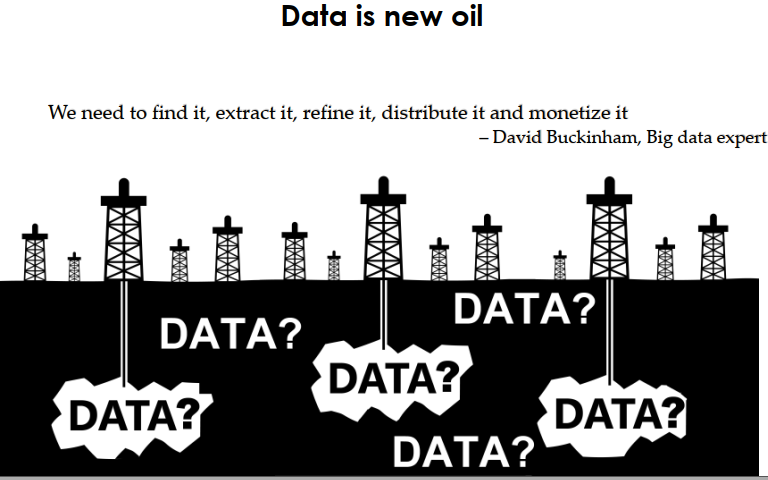 Data is new oil
We need to find it, extract it, refine it, distribute it and monetize it
– David Buckinham, Big data expert
DATA?
DATA?
DATA?
DATA?
DATA?
DATA?